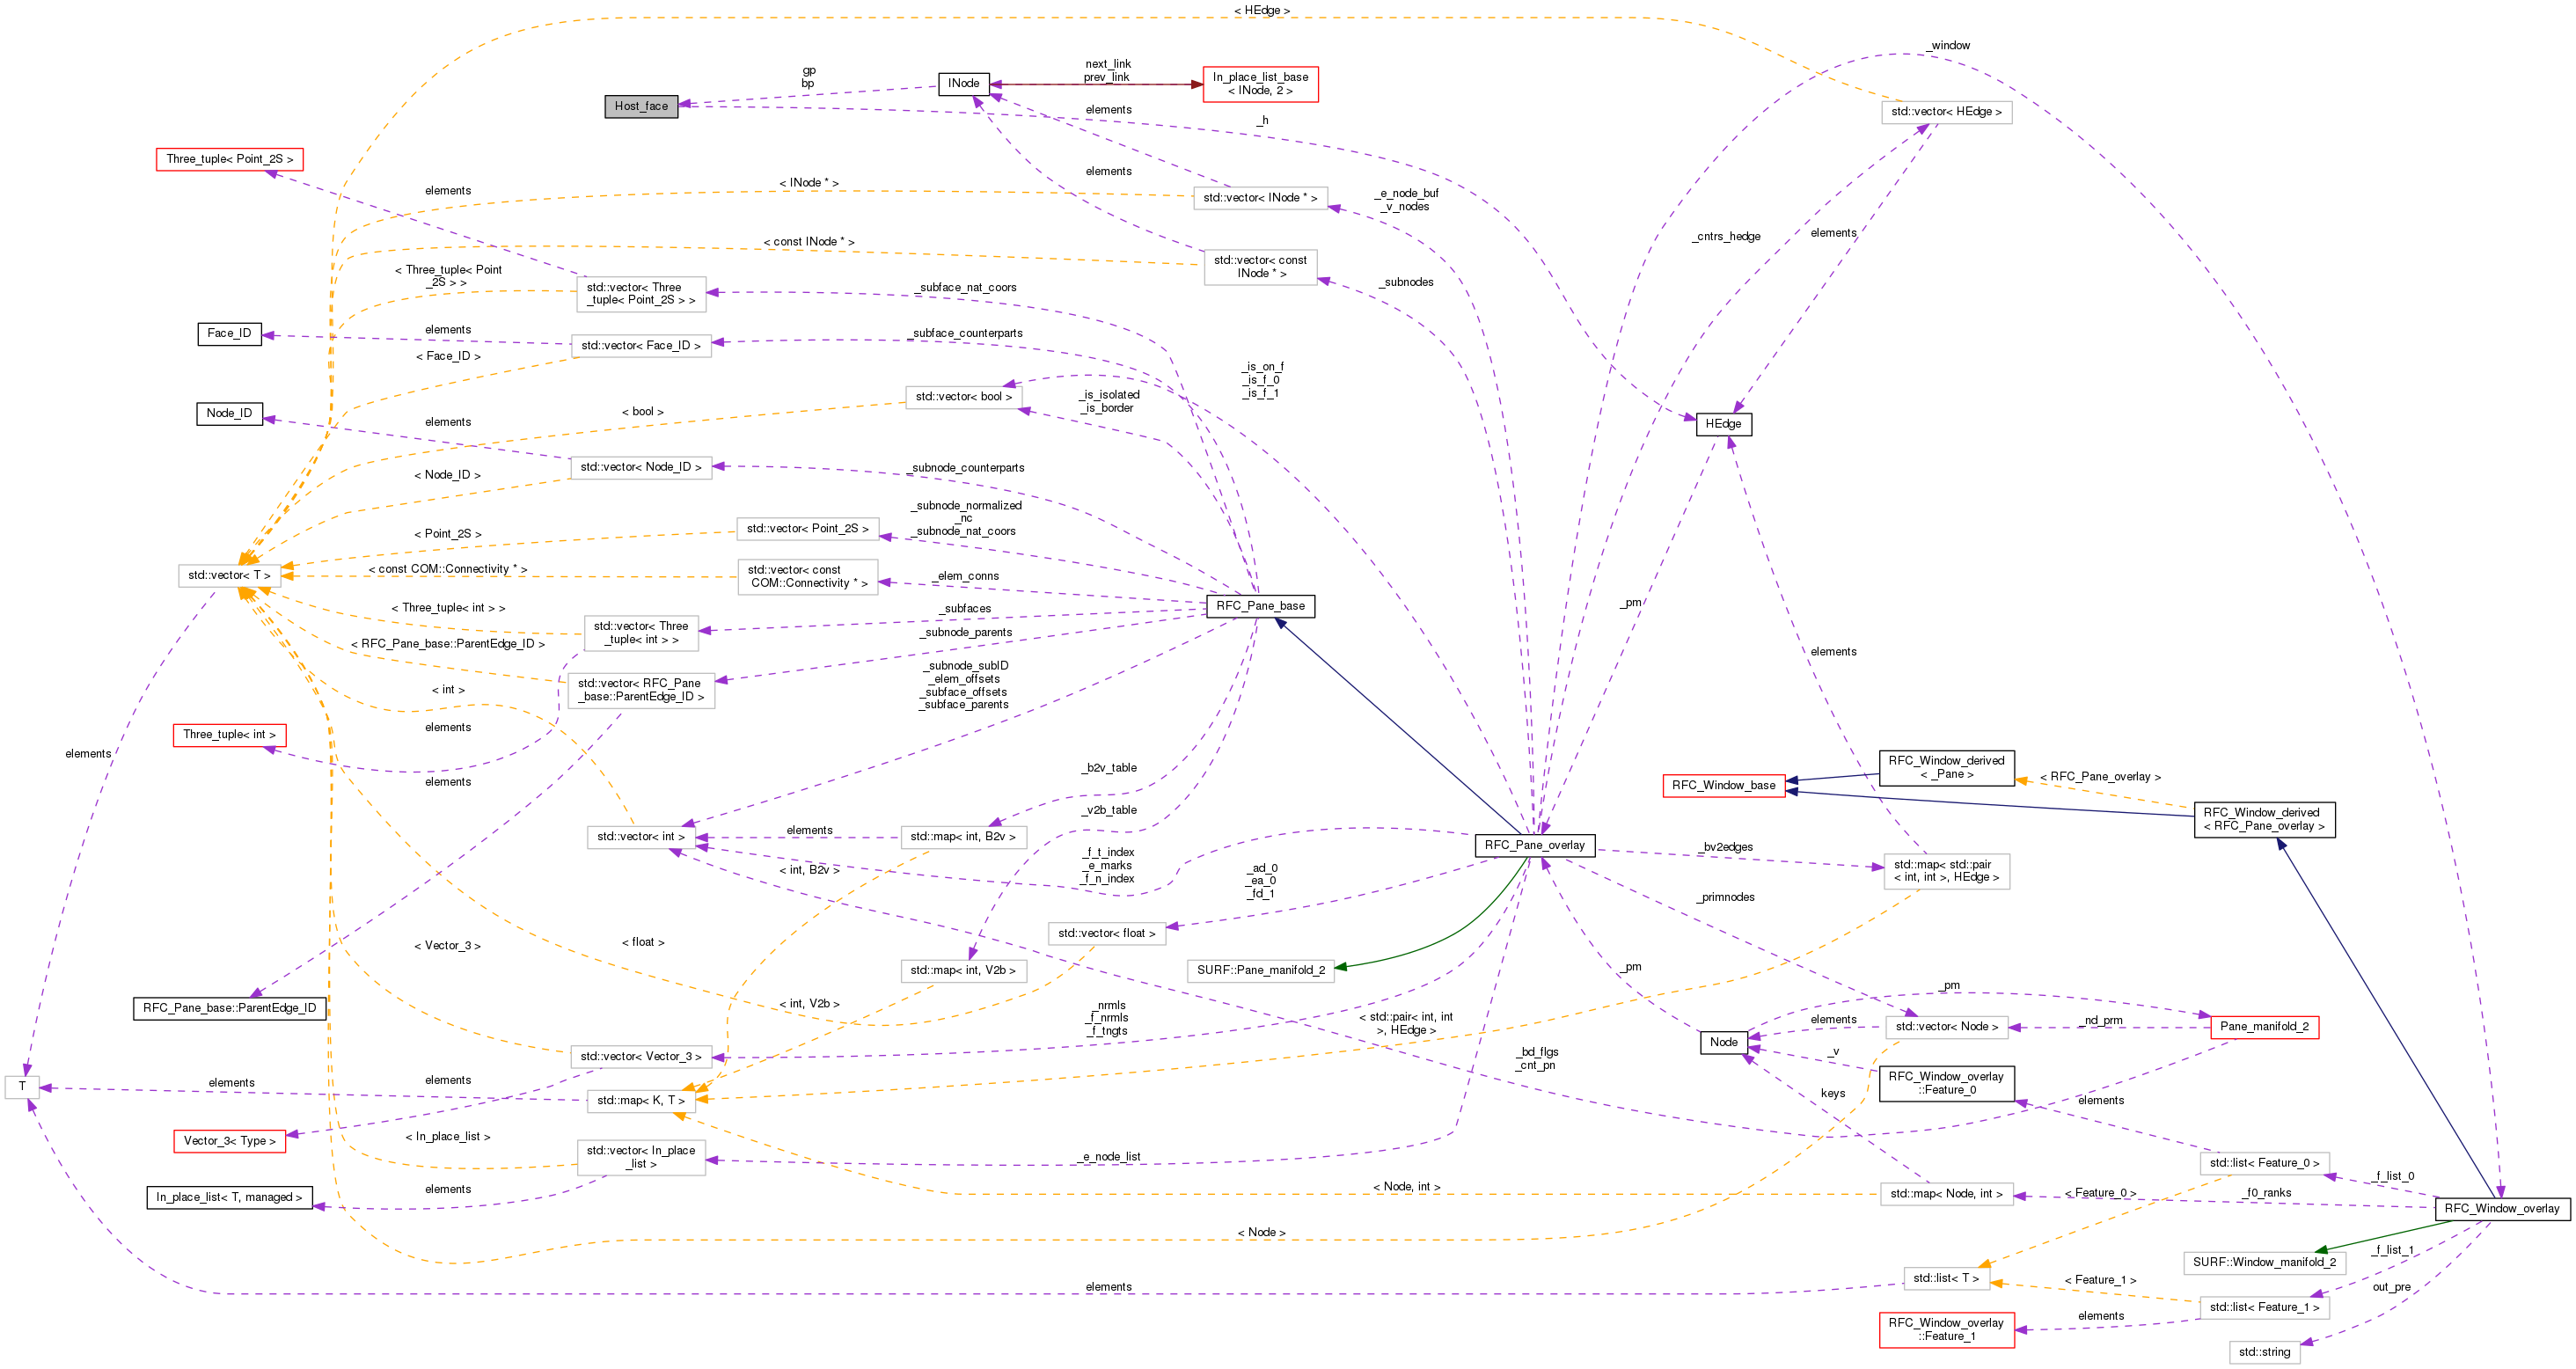 < HEdge >
_window
gp
bp
INode
next_link
prev_link
In_place_list_base
< INode, 2 >
Host_face
elements
_h
std::vector< HEdge >
Three_tuple< Point_2S >
elements
< INode * >
elements
std::vector< INode * >
_e_node_buf
_v_nodes
_cntrs_hedge
elements
< const INode * >
std::vector< const
INode * >
_subnodes
< Three_tuple< Point
_2S > >
std::vector< Three
_tuple< Point_2S > >
_subface_nat_coors
Face_ID
elements
std::vector< Face_ID >
_subface_counterparts
< Face_ID >
_is_on_f
_is_f_0
_is_f_1
std::vector< bool >
_is_isolated
_is_border
< bool >
Node_ID
elements
HEdge
< Node_ID >
std::vector< Node_ID >
_subnode_counterparts
< Point_2S >
std::vector< Point_2S >
_subnode_normalized
_nc
_subnode_nat_coors
std::vector< T >
< const COM::Connectivity * >
std::vector< const
COM::Connectivity * >
_elem_conns
RFC_Pane_base
_pm
< Three_tuple< int > >
std::vector< Three
_tuple< int > >
_subfaces
_subnode_parents
< RFC_Pane_base::ParentEdge_ID >
std::vector< RFC_Pane
_base::ParentEdge_ID >
elements
< int >
_subnode_subID
_elem_offsets
_subface_offsets
_subface_parents
Three_tuple< int >
elements
elements
elements
_b2v_table
RFC_Window_base
RFC_Window_derived
< _Pane >
< RFC_Pane_overlay >
RFC_Window_derived
< RFC_Pane_overlay >
_v2b_table
std::vector< int >
elements
std::map< int, B2v >
RFC_Pane_overlay
_f_t_index
_e_marks
_f_n_index
_bv2edges
std::map< std::pair
< int, int >, HEdge >
< int, B2v >
_ad_0
_ea_0
_fd_1
_primnodes
std::vector< float >
< Vector_3 >
< float >
std::map< int, V2b >
SURF::Pane_manifold_2
_pm
_pm
RFC_Pane_base::ParentEdge_ID
< int, V2b >
_nrmls
_f_nrmls
_f_tngts
< std::pair< int, int
>, HEdge >
elements
std::vector< Node >
_nd_prm
Pane_manifold_2
Node
_v
std::vector< Vector_3 >
_bd_flgs
_cnt_pn
RFC_Window_overlay
::Feature_0
T
elements
elements
std::map< K, T >
keys
elements
Vector_3< Type >
< In_place_list >
std::vector< In_place
_list >
_e_node_list
std::list< Feature_0 >
_f_list_0
In_place_list< T, managed >
elements
< Node, int >
std::map< Node, int >
< Feature_0 >
_f0_ranks
RFC_Window_overlay
< Node >
_f_list_1
SURF::Window_manifold_2
elements
std::list< T >
< Feature_1 >
out_pre
std::list< Feature_1 >
RFC_Window_overlay
::Feature_1
elements
std::string